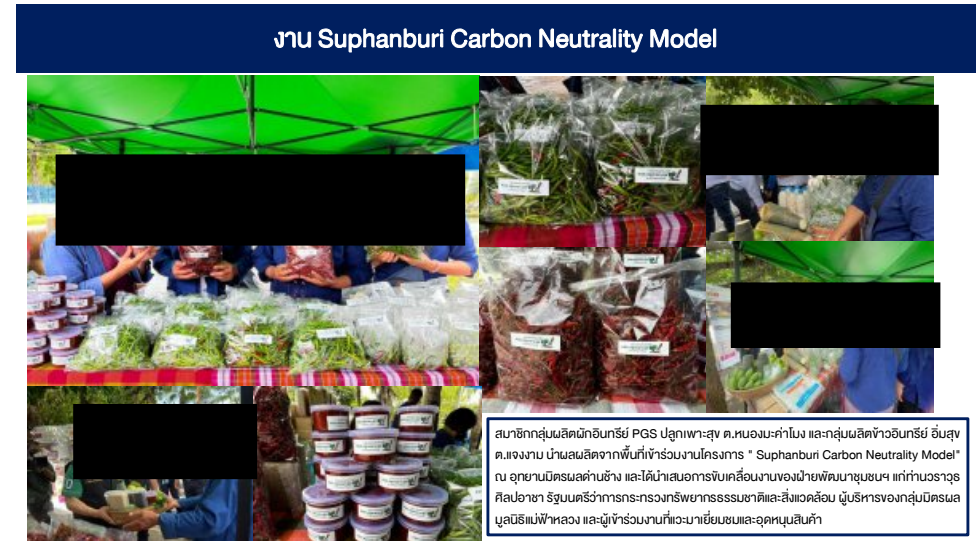 งาน Suphanburi Carbon Neutrality Model
สมาชิกกลุ่มผลิตผักอินทรีย์ PGS ปลูกเพาะสุข ต.หนองมะค่าโมง และกลุ่มผลิตข้าวอินทรีย์ อิ่มสุข
ต.แจงงาม นำผลผลิตจากพื้นที่เข้าร่วมงานโครงการ " Suphanburi Carbon Neutrality Model"
ณ อุทยานมิตรผลด่านช้าง และได้นำเสนอการขับเคลื่อนงานของฝ่ายพัฒนาชุมชนฯ แก่ท่านวราวุธ
ศิลปอาชา รัฐมนตรีว่าการกระทรวงทรัพยากรธรรมชาติและสิ่งแวดล้อม ผู้บริหารของกลุ่มมิตรผล
มูลนิธิแม่ฟ้าหลวง และผู้เข้าร่วมงานที่แวะมาเยี่ยมชมและอุดหนุนสินค้า